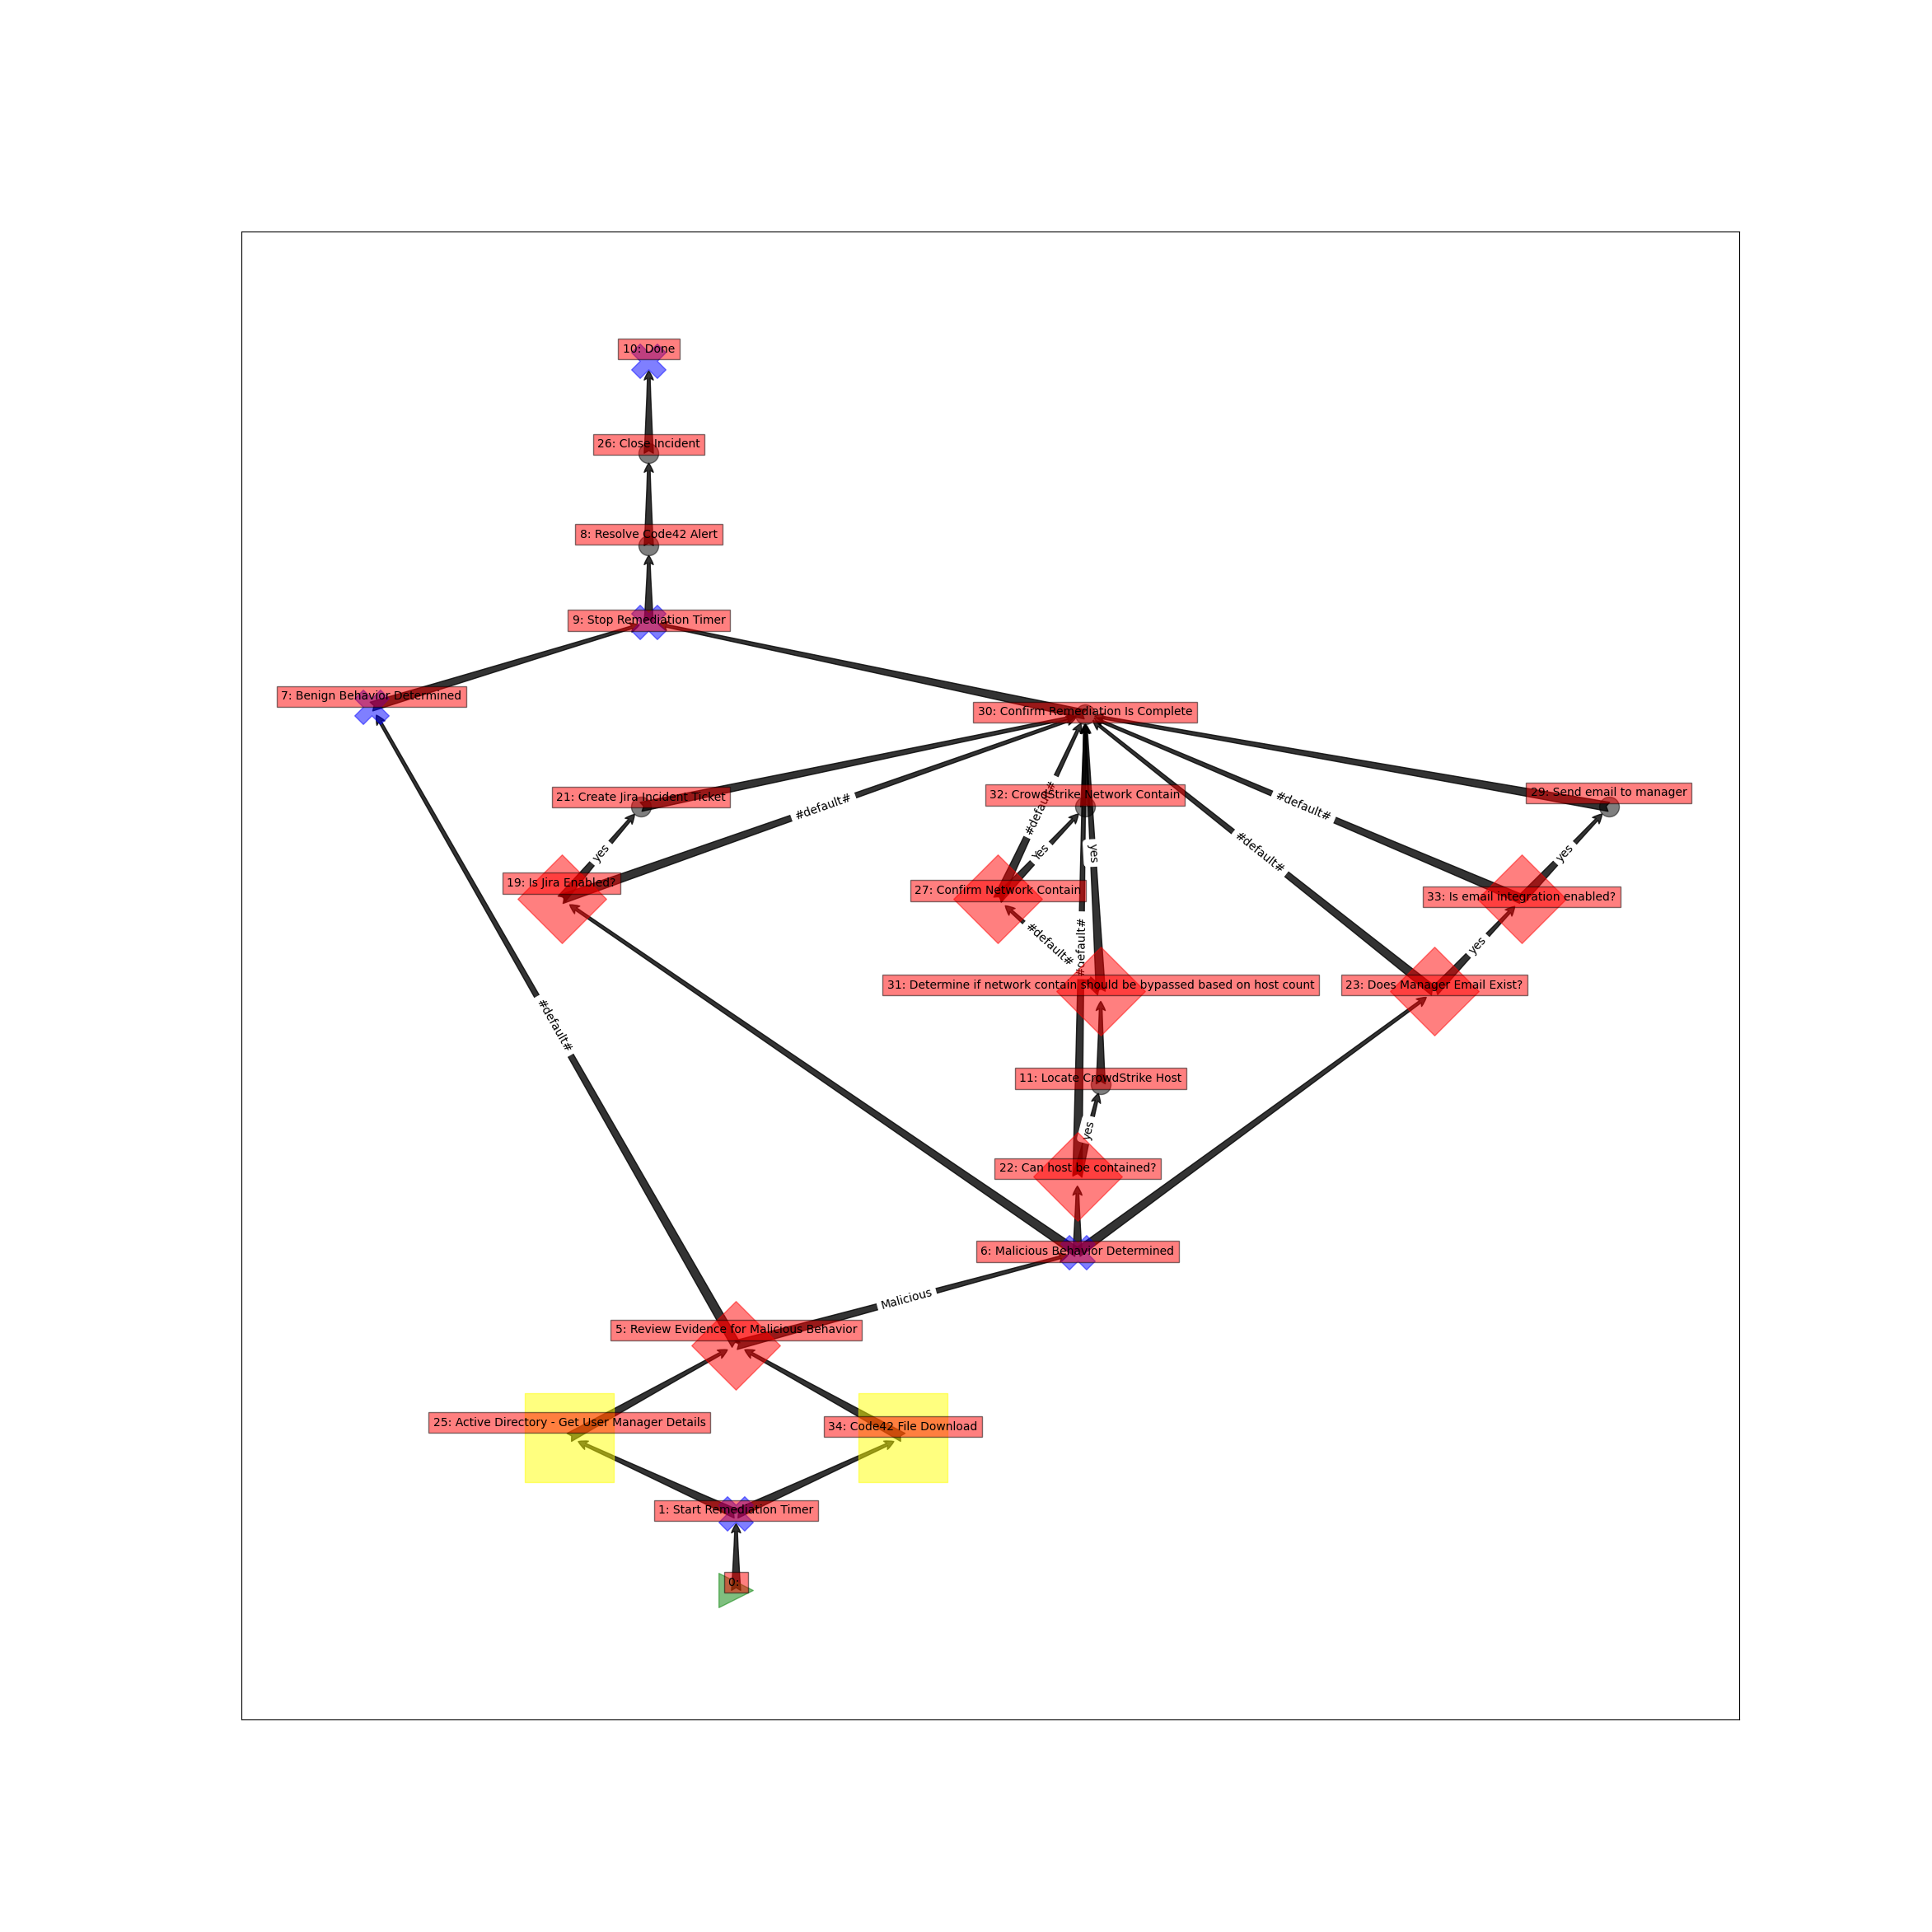 10: Done
26: Close Incident
8: Resolve Code42 Alert
9: Stop Remediation Timer
7: Benign Behavior Determined
30: Confirm Remediation Is Complete
21: Create Jira Incident Ticket
#default#
#default#
32: CrowdStrike Network Contain
#default#
29: Send email to manager
yes
Yes
yes
#default#
yes
19: Is Jira Enabled?
27: Confirm Network Contain
33: Is email integration enabled?
#default#
#default#
yes
31: Determine if network contain should be bypassed based on host count
23: Does Manager Email Exist?
#default#
11: Locate CrowdStrike Host
yes
22: Can host be contained?
6: Malicious Behavior Determined
Malicious
5: Review Evidence for Malicious Behavior
25: Active Directory - Get User Manager Details
34: Code42 File Download
1: Start Remediation Timer
0: